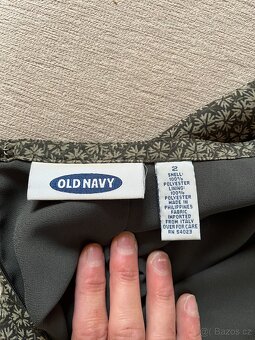 OLD NAVY
2
SHELL:
100%
POLYESTER
LINING:
100%
POLYESTER
MADE IN
PHILIPPINES
FABRIC
IMPORTED
FROM ITALY
OVER FOR CARE
RN 54023
Bazos.cz